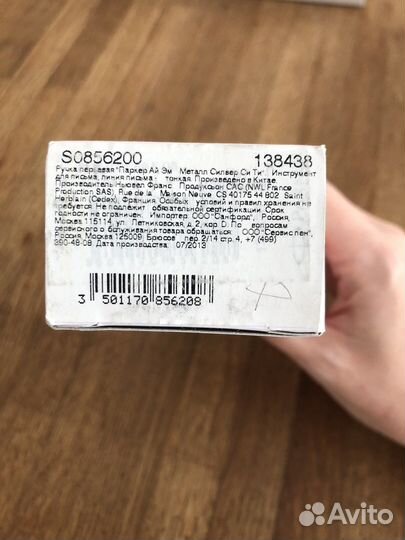 S0856200 138438
Ручка перьевая "Паркер Ай Эм Металл Силвер Си Ти". Инструмент
для письма, линия письма - тонкая. Произведено в Китае.
Производитель Ньювел Франс Продуксьон САС (NWL France
Production SAS), Rue de la Maison Neuve CS 40175 44 802 Saint
Herblain (Cedex), Франция. Особых условий и правил хранения не
требуется. Не подлежит обязательной сертификации. Срок
годности не ограничен. Импортер ООО "Санфорд", Россия,
Москва 115114, ул. Летниковская, д.2, кор. D. По вопросам
сервисного обслуживания товара обращаться: ООО "Сервис пен",
Россия, Москва 125009, Брюсов пер. 2/14 стр.4, +7 (499)
390-48-08. Дата производства: 07/2013
3 501170 856208
Avito